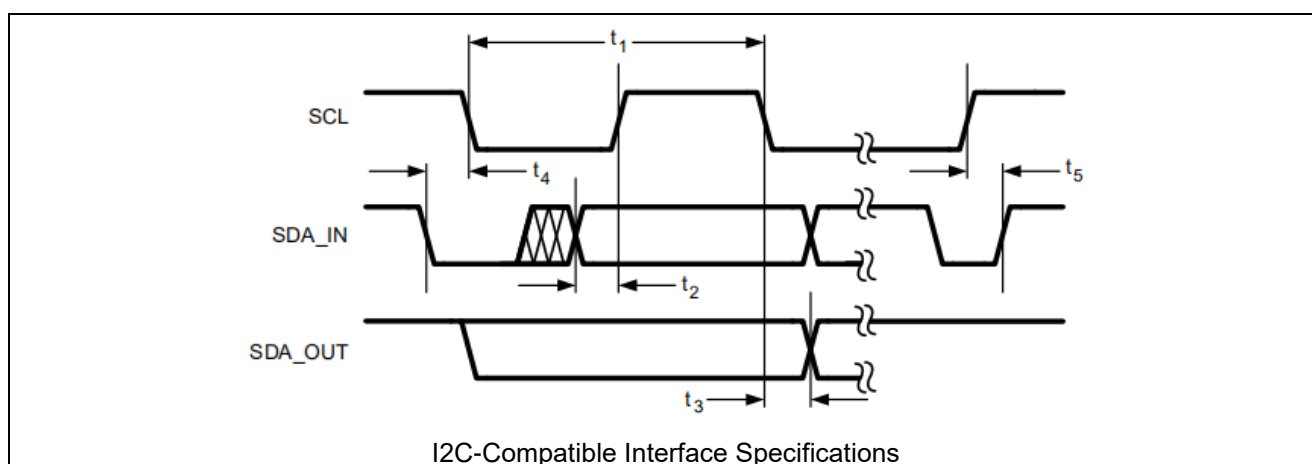 t1
SCL
t4
t5
SDA_IN
t2
SDA_OUT
t3
I2C-Compatible Interface Specifications